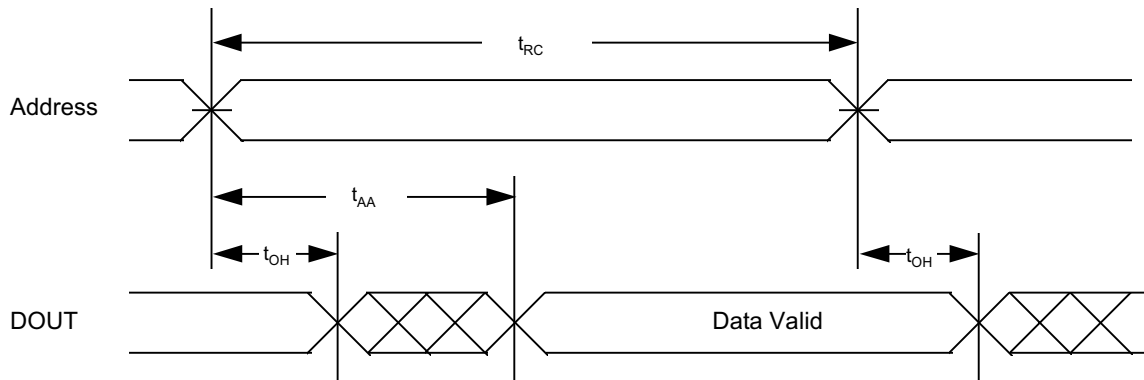 tRC
Address
tAA
tOH
tOH
DOUT
Data Valid